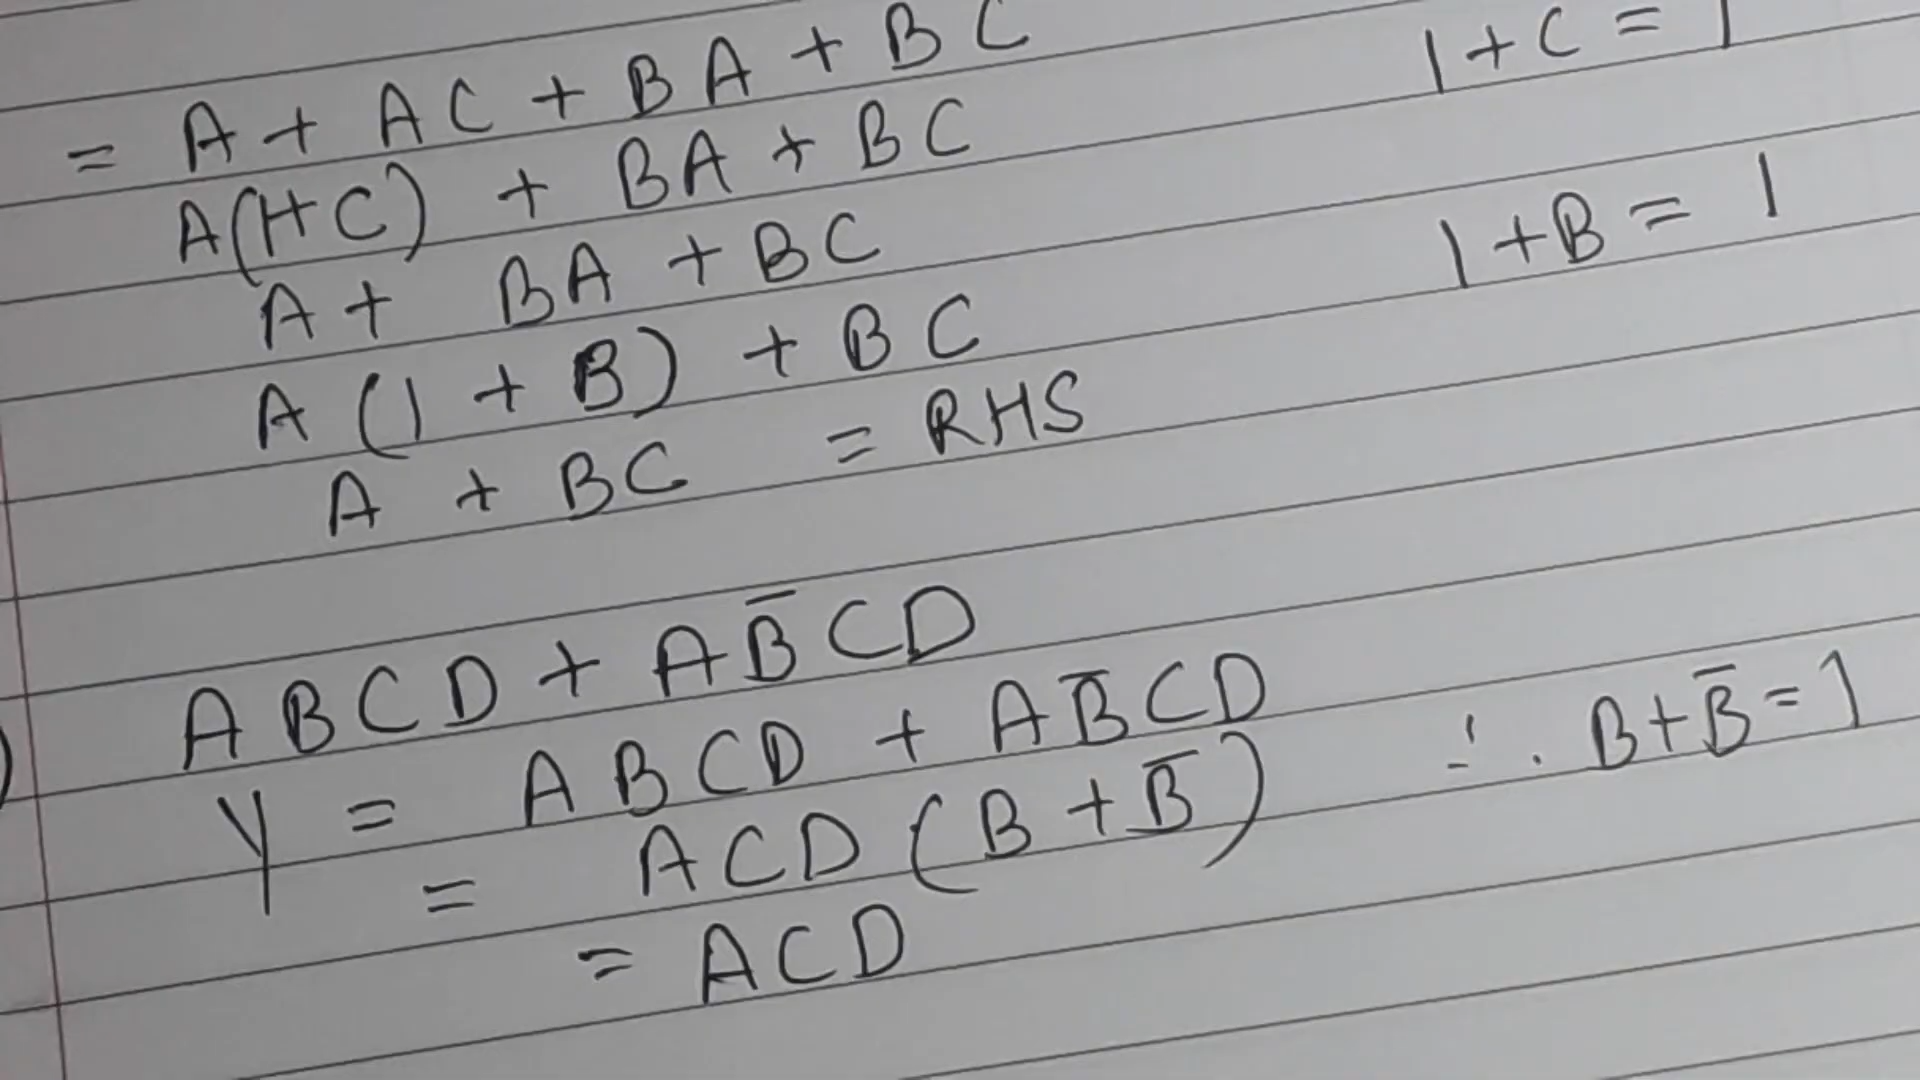 = A + AC + BA + BC
1 + C = 1
A(1+C) + BA + BC
A + BA + BC
1 + B = 1
A (1 + B) + BC
A + BC = RHS
ABCD + AB̅CD
Y = ABCD + AB̅CD
∴ B + B̅ = 1
= ACD (B + B̅)
= ACD